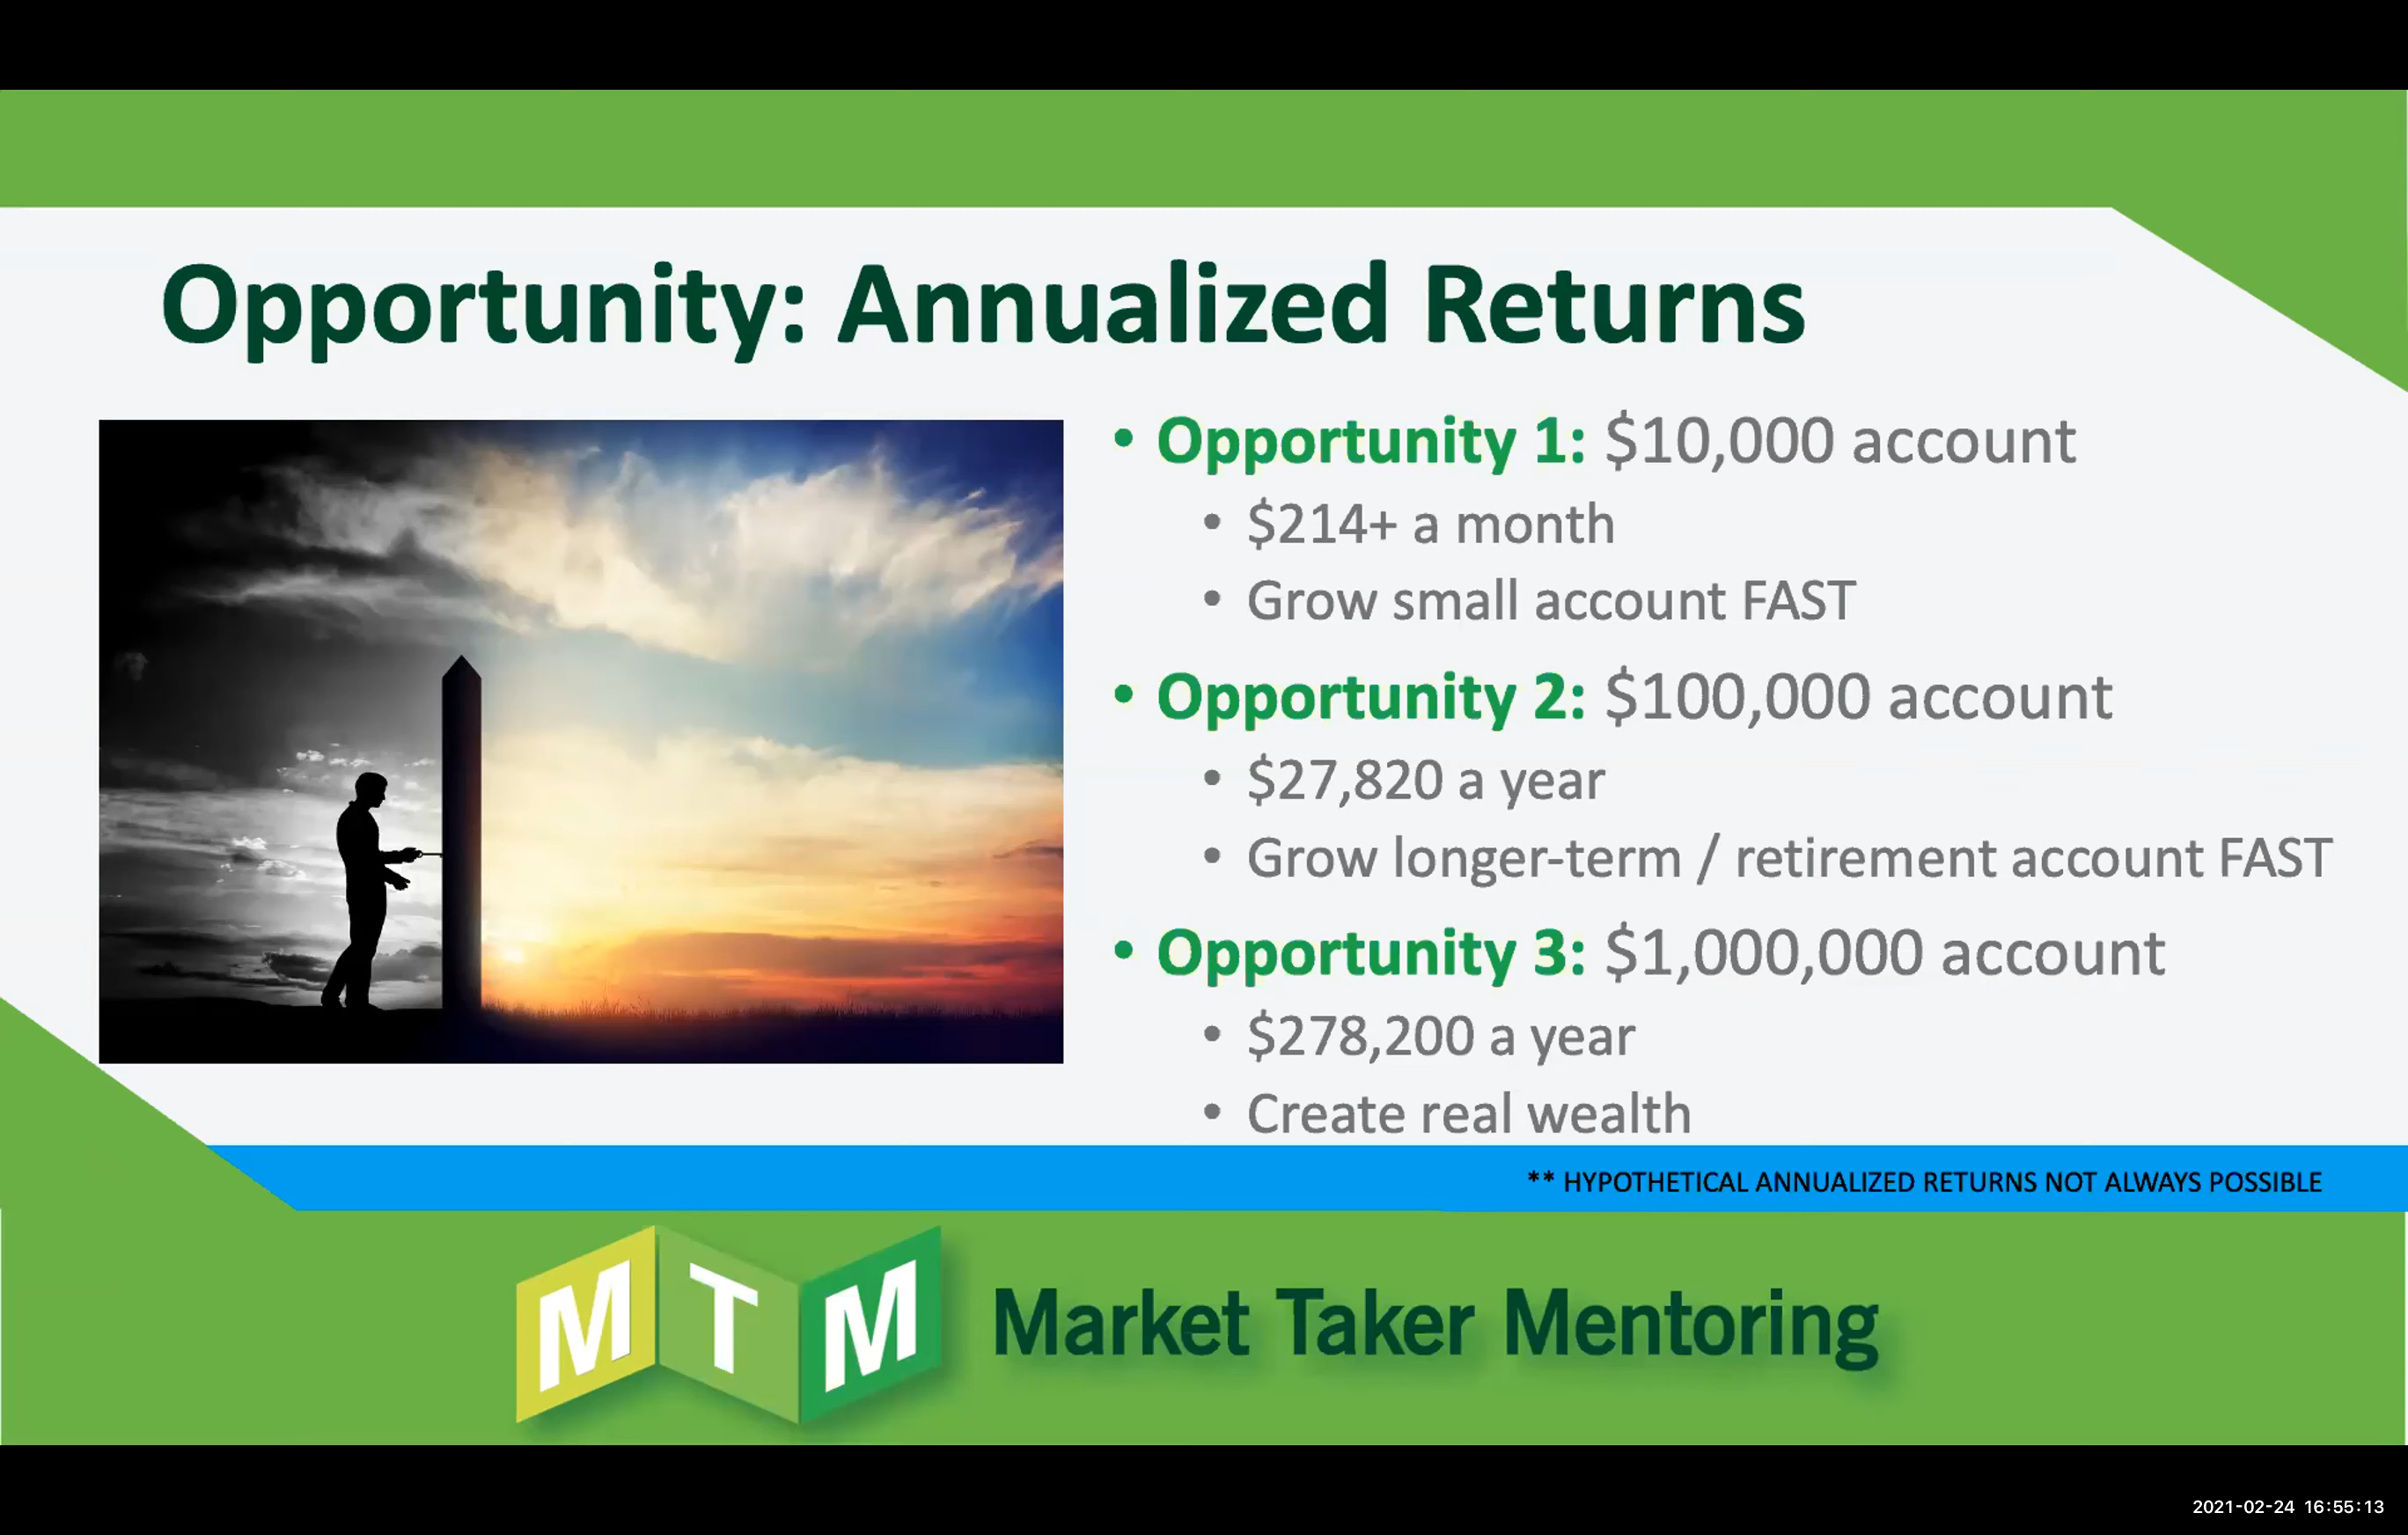 Opportunity: Annualized Returns
• Opportunity 1: $10,000 account
• $214+ a month
• Grow small account FAST
• Opportunity 2: $100,000 account
• $27,820 a year
• Grow longer-term / retirement account FAST
• Opportunity 3: $1,000,000 account
• $278,200 a year
• Create real wealth
** HYPOTHETICAL ANNUALIZED RETURNS NOT ALWAYS POSSIBLE
MTM Market Taker Mentoring
2021-02-24 16:55:13